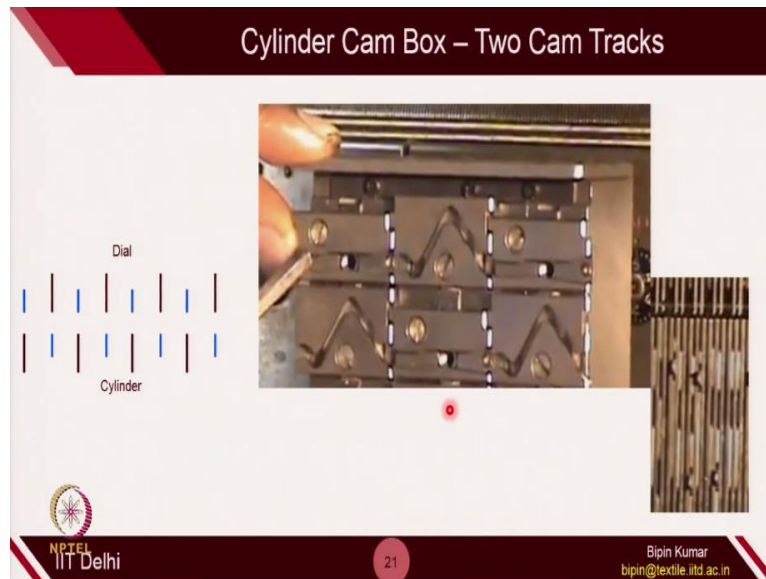 Cylinder Cam Box – Two Cam Tracks
Dial
Cylinder
NPTEL
IIT Delhi
21
Bipin Kumar
bipin@textile.iitd.ac.in